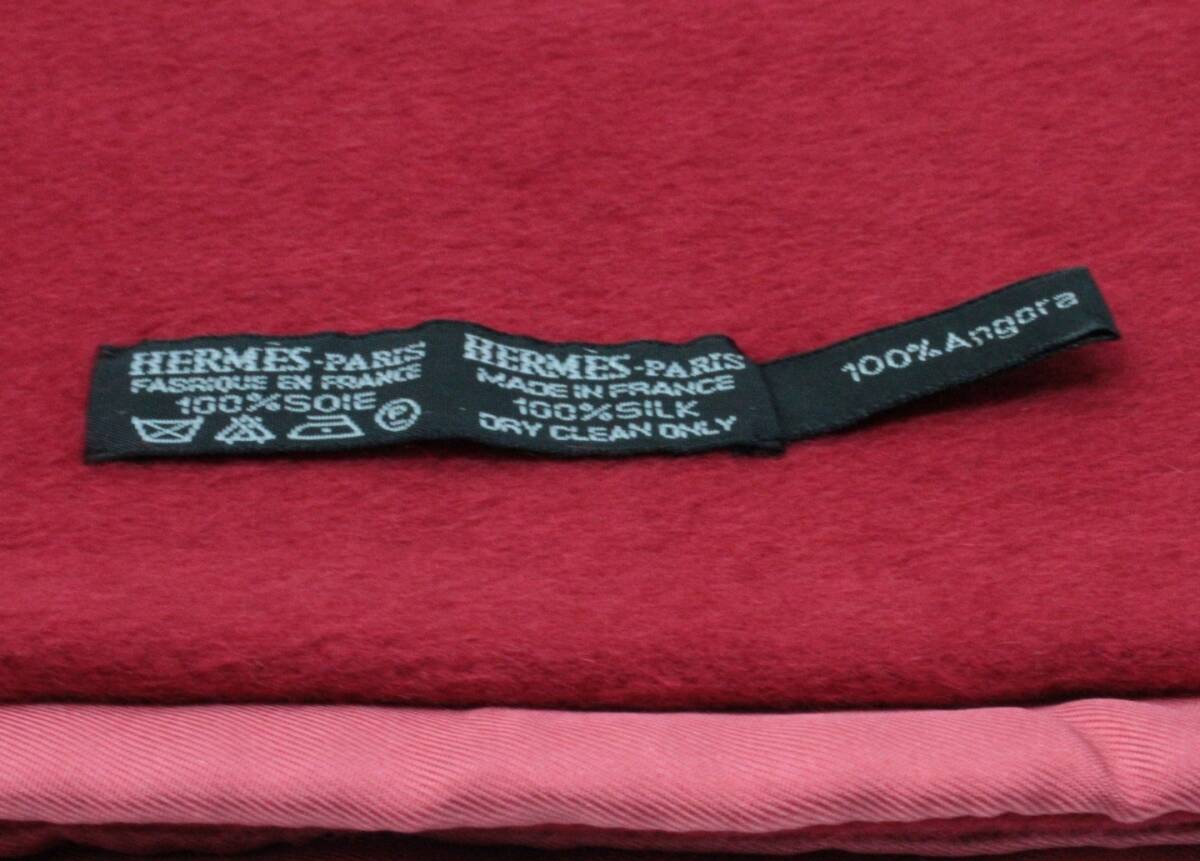 HERMÈS-PARIS
FABRIQUE EN FRANCE
100%SOIE
P
HERMÈS-PARIS
MADE IN FRANCE
100%SILK
DRY CLEAN ONLY
100%Angora